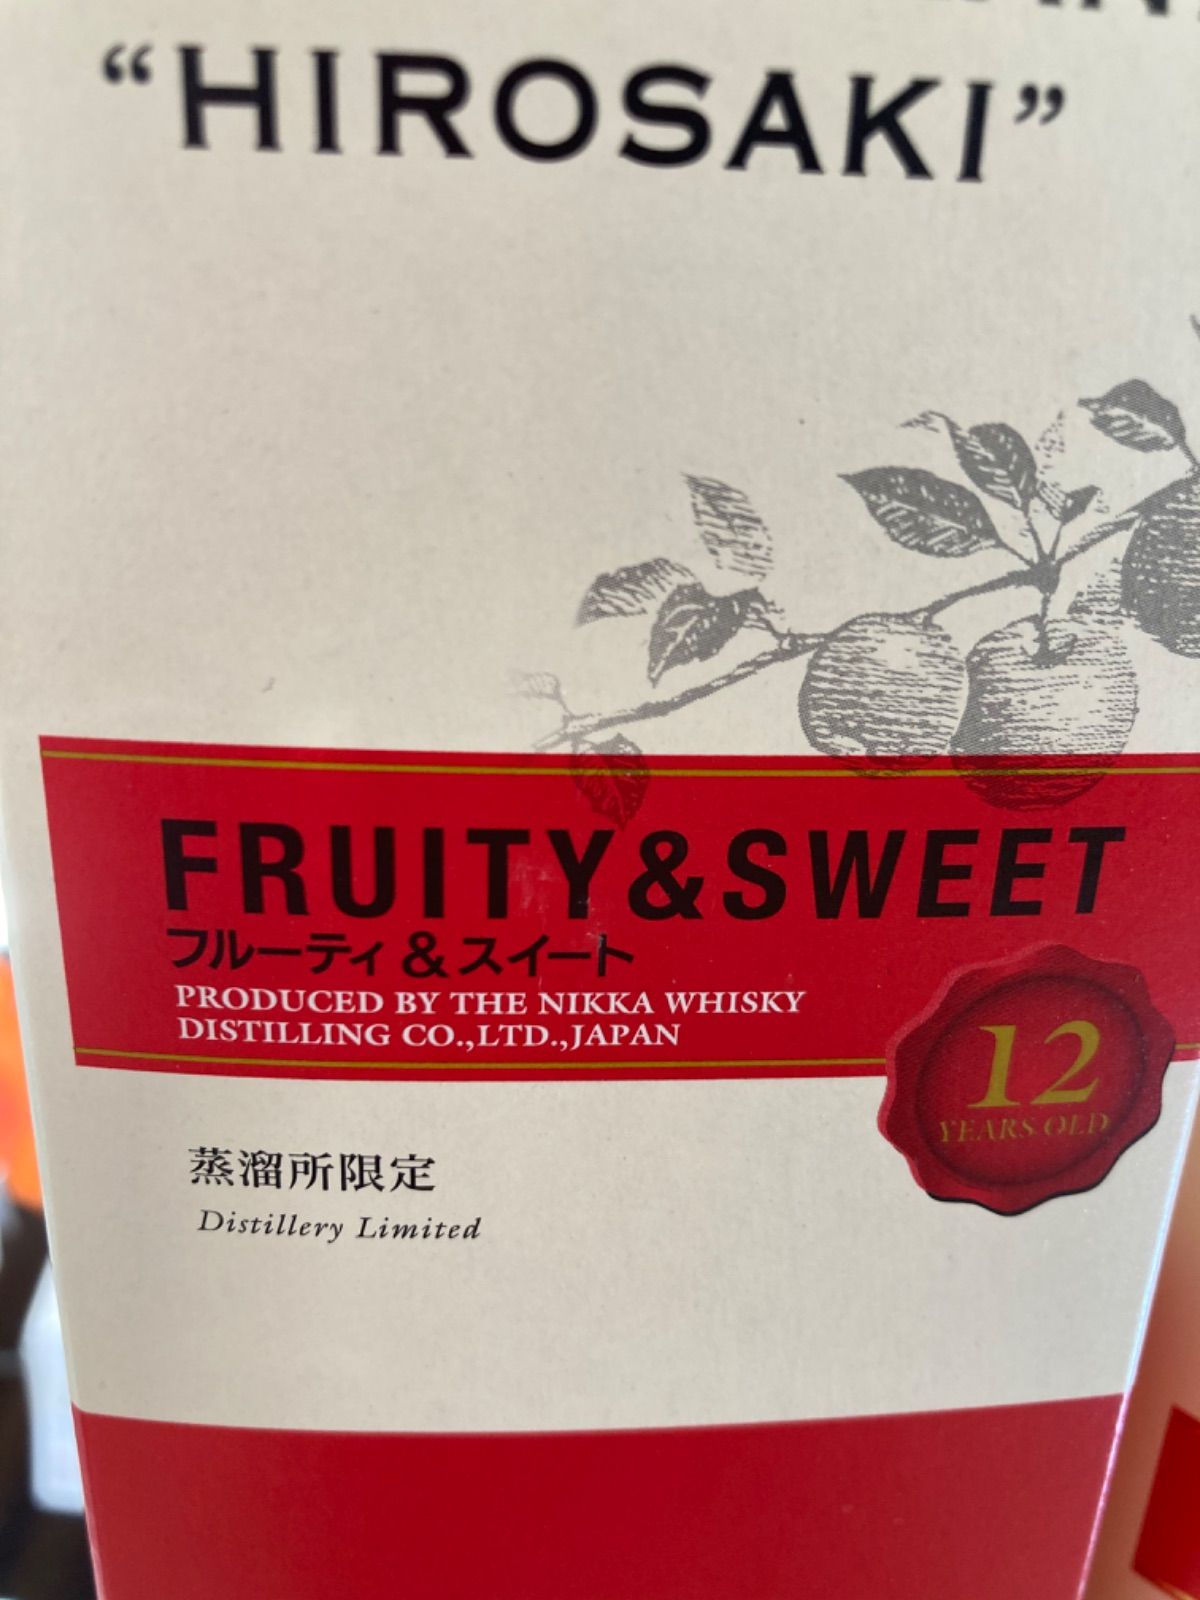 “HIROSAKI”
FRUITY&SWEET
フルーティ&スイート
PRODUCED BY THE NIKKA WHISKY
DISTILLING CO.,LTD.,JAPAN
12
YEARS OLD
蒸溜所限定
Distillery Limited